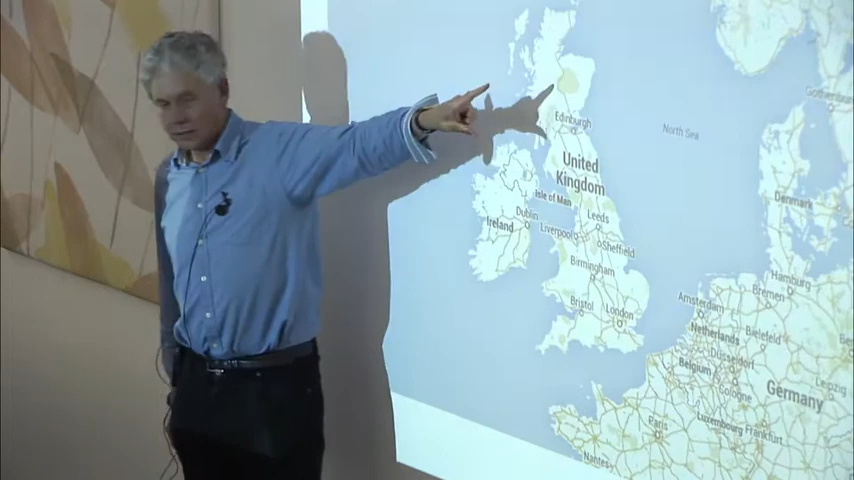 Gothenburg
Edinburgh
North Sea
United
Kingdom
Denmark
Isle of Man
Leeds
Dublin
Ireland
Liverpool
Sheffield
Birmingham
Hamburg
Bremen
Amsterdam
Bristol
London
Netherlands
Bielefeld
Düsseldorf
Leipzig
Belgium
Cologne
Germany
Luxembourg
Frankfurt
Paris
Nantes